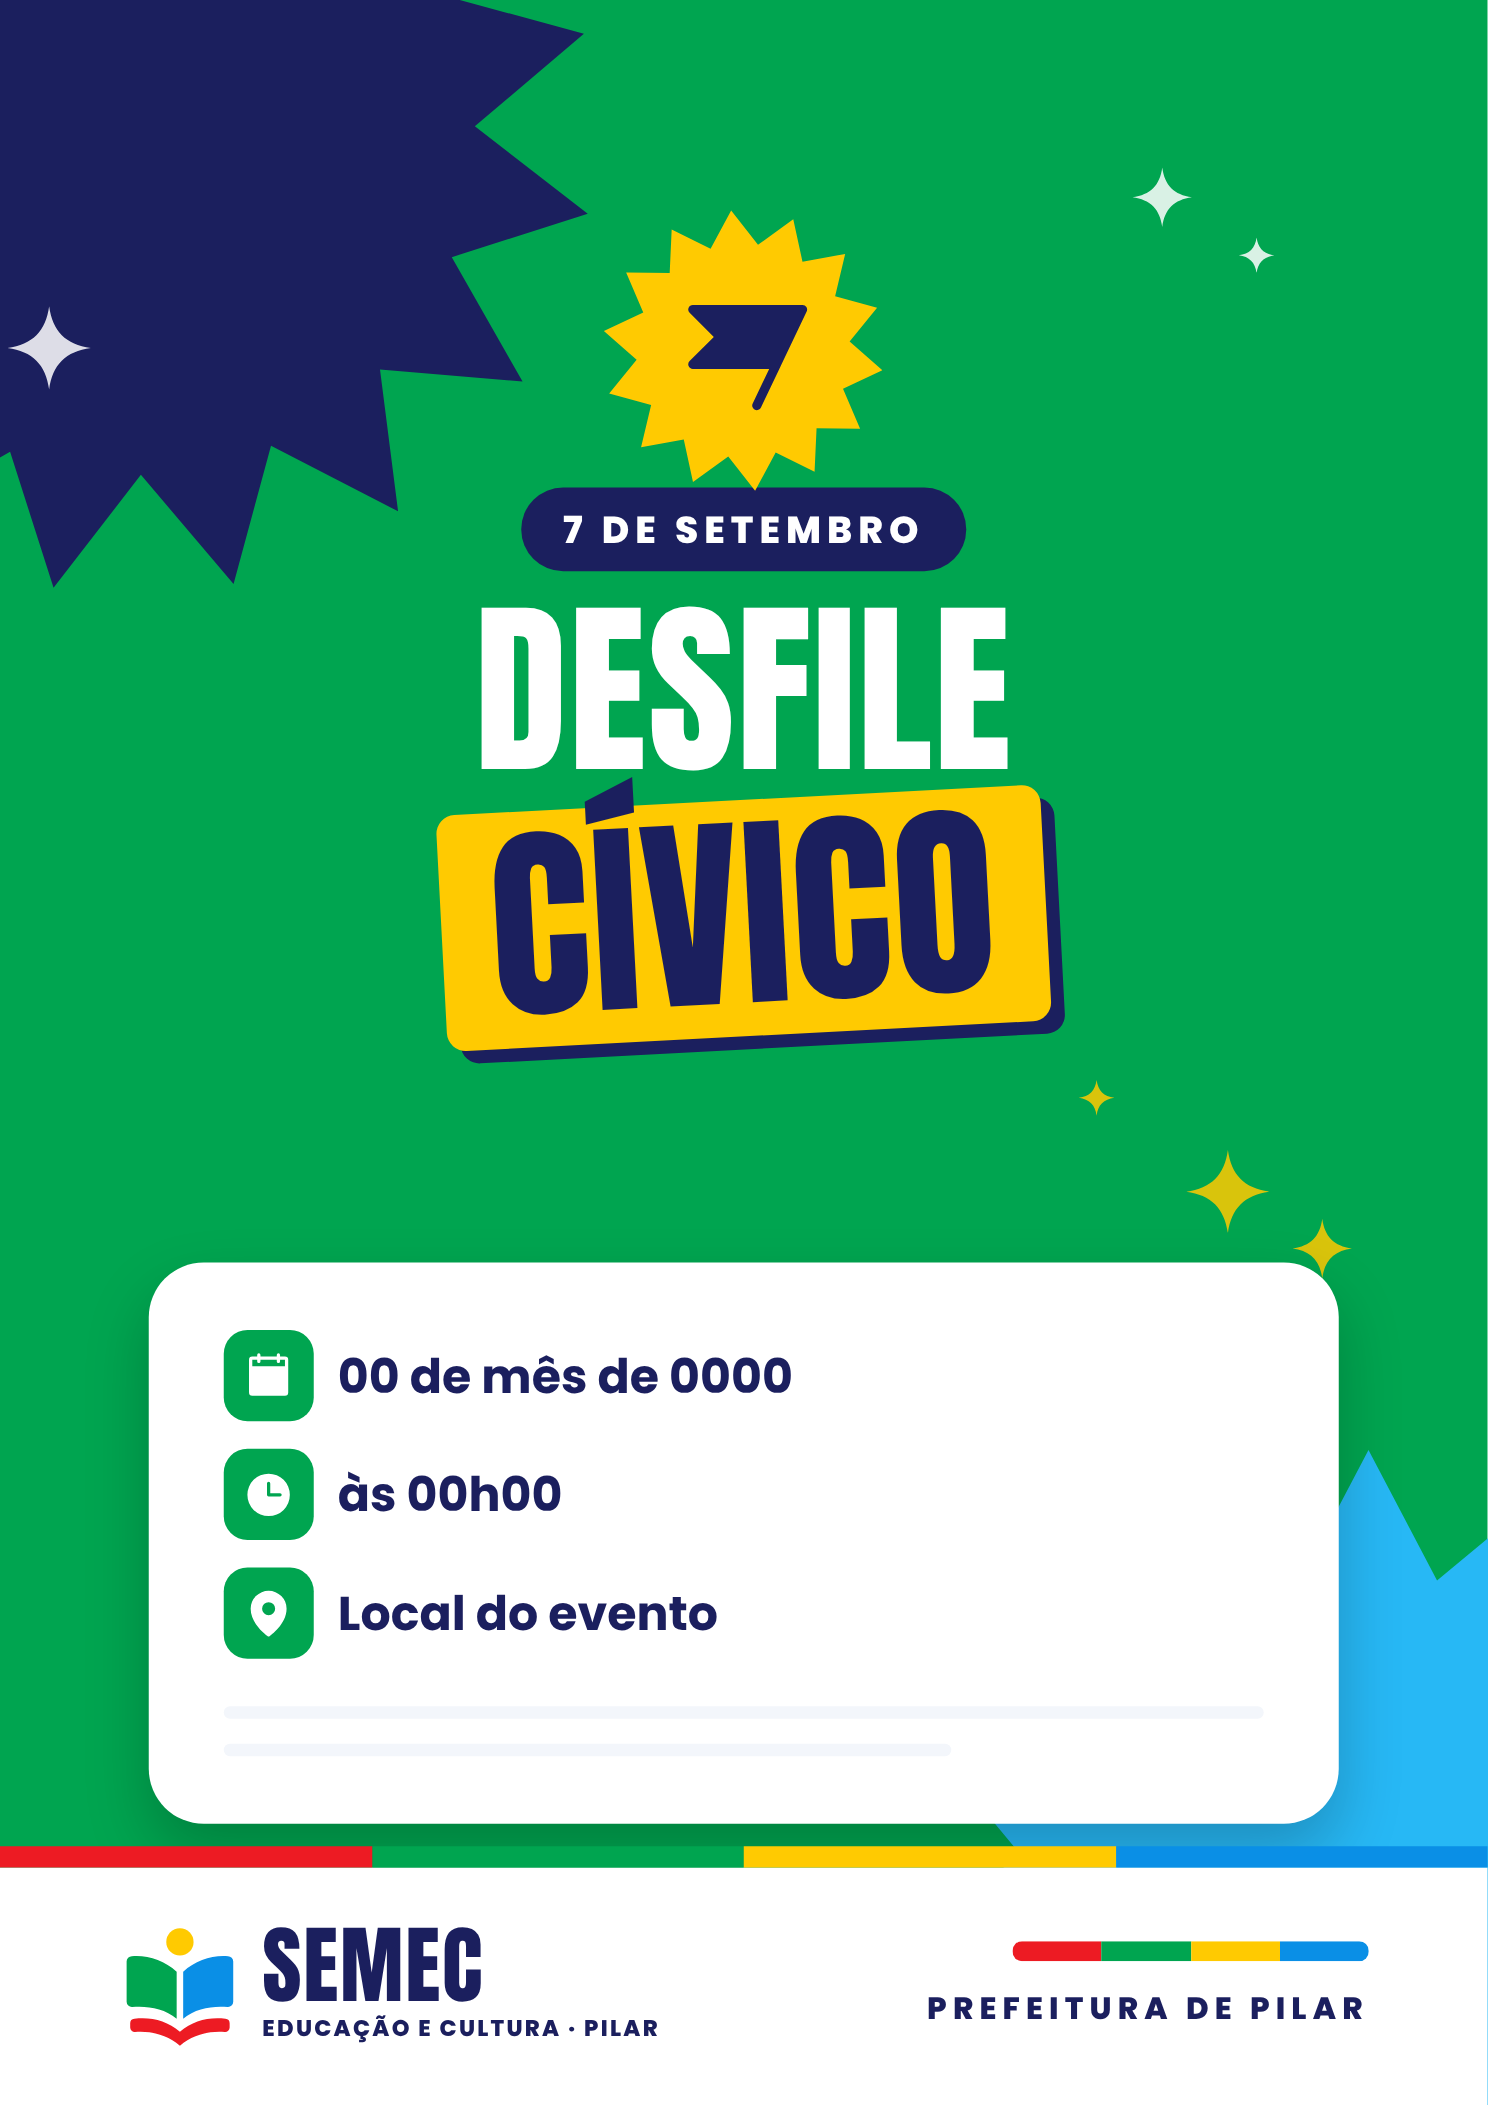 7 DE SETEMBRO
DESFILE
CÍVICO
00 de mês de 0000
às 00h00
Local do evento
SEMEC
EDUCAÇÃO E CULTURA · PILAR
PREFEITURA DE PILAR